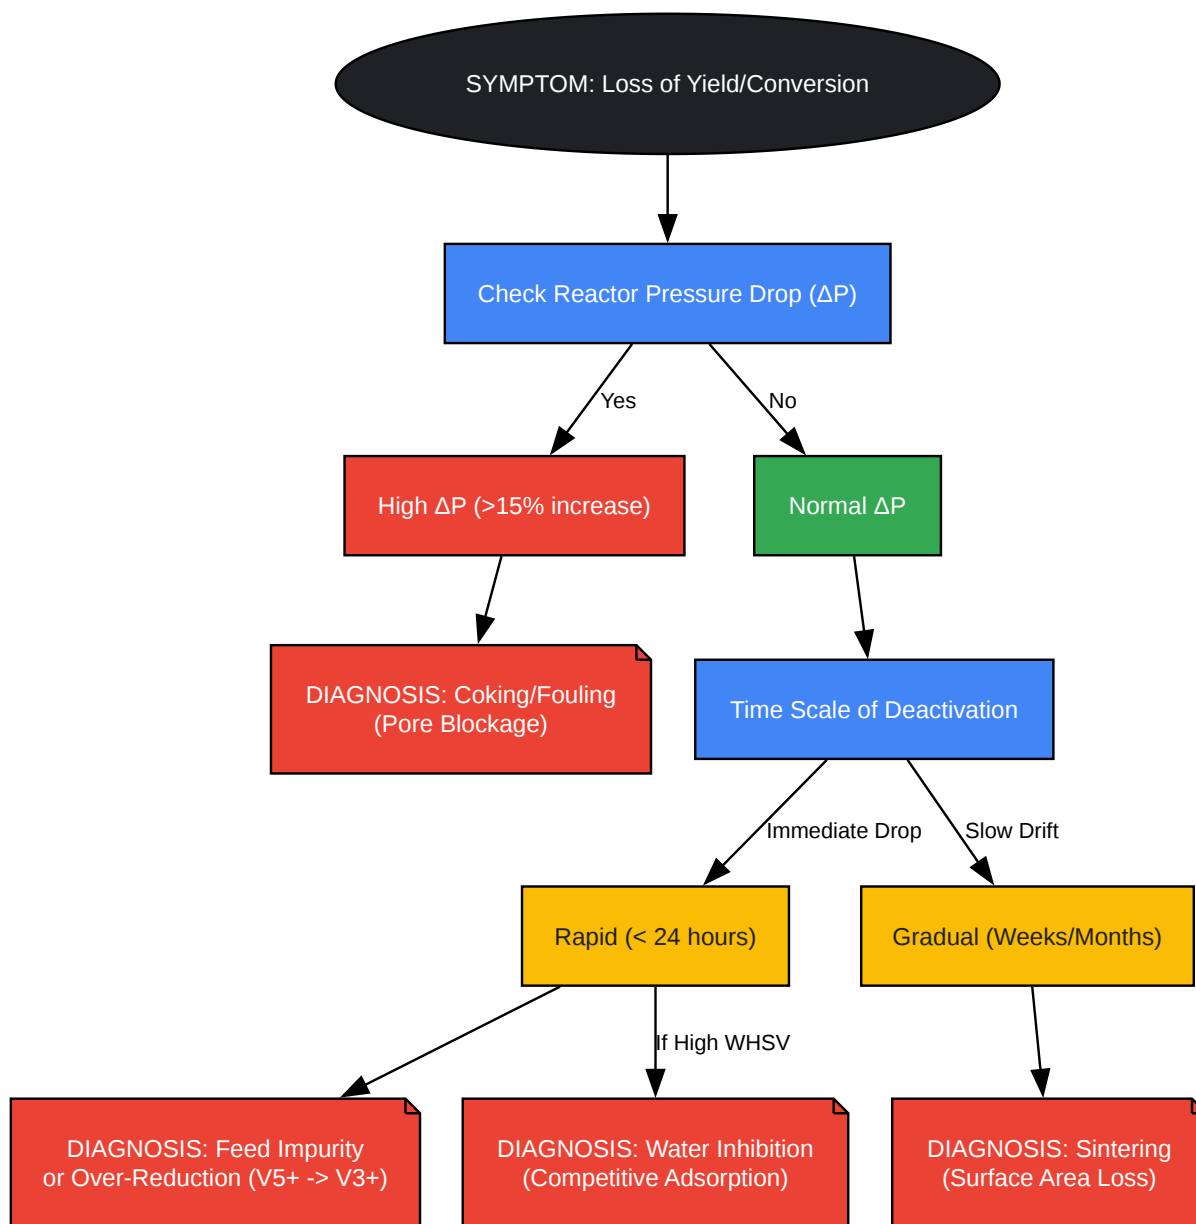 SYMPTOM: Loss of Yield/Conversion
Check Reactor Pressure Drop (ΔP)
Yes
No
High ΔP (>15% increase)
Normal ΔP
DIAGNOSIS: Coking/Fouling
(Pore Blockage)
Time Scale of Deactivation
Immediate Drop
Slow Drift
Rapid (< 24 hours)
Gradual (Weeks/Months)
If High WHSV
DIAGNOSIS: Feed Impurity
or Over-Reduction (V5+ -> V3+)
DIAGNOSIS: Water Inhibition
(Competitive Adsorption)
DIAGNOSIS: Sintering
(Surface Area Loss)